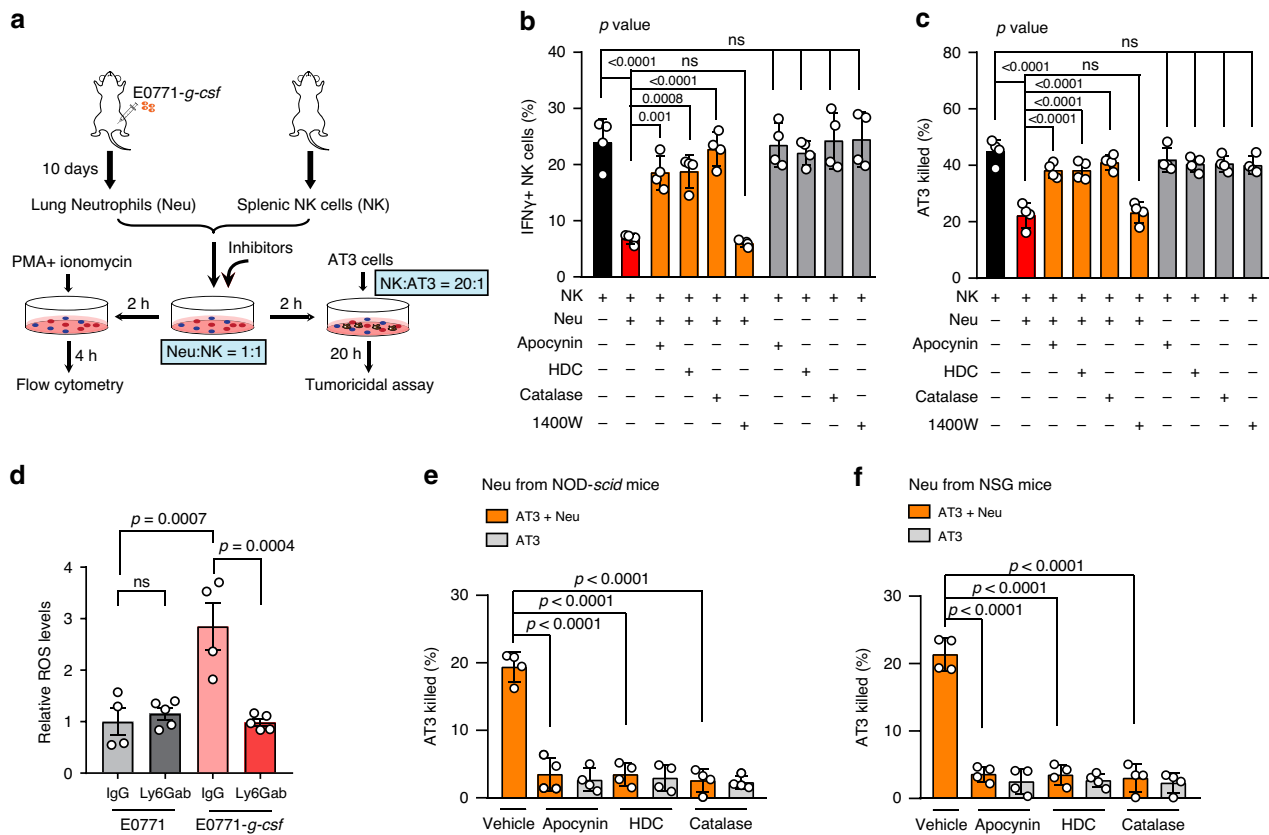 a
E0771-g-csf
10 days
Lung Neutrophils (Neu)
Splenic NK cells (NK)
Inhibitors
PMA+ ionomycin
AT3 cells
NK:AT3 = 20:1
2 h
2 h
Neu:NK = 1:1
4 h
20 h
Flow cytometry
Tumoricidal assay
b
p value
ns
<0.0001
ns
<0.0001
0.0008
0.001
IFNγ+ NK cells (%)
40
30
20
10
0
NK + + + + + + + + + +
Neu – + + + + + – – – –
Apocynin – – + – – – + – – –
HDC – – – + – – – + – –
Catalase – – – – + – – – + –
1400W – – – – – + – – – +
c
p value
ns
<0.0001
ns
<0.0001
<0.0001
<0.0001
AT3 killed (%)
80
60
40
20
0
NK + + + + + + + + + +
Neu – + + + + + – – – –
Apocynin – – + – – – + – – –
HDC – – – + – – – + – –
Catalase – – – – + – – – + –
1400W – – – – – + – – – +
d
p = 0.0007
p = 0.0004
ns
Relative ROS levels
4
3
2
1
0
IgG Ly6Gab IgG Ly6Gab
E0771 E0771-g-csf
e
Neu from NOD-scid mice
AT3 + Neu
AT3
p < 0.0001
p < 0.0001
p < 0.0001
AT3 killed (%)
30
20
10
0
Vehicle Apocynin HDC Catalase
f
Neu from NSG mice
AT3 + Neu
AT3
p < 0.0001
p < 0.0001
p < 0.0001
AT3 killed (%)
30
20
10
0
Vehicle Apocynin HDC Catalase